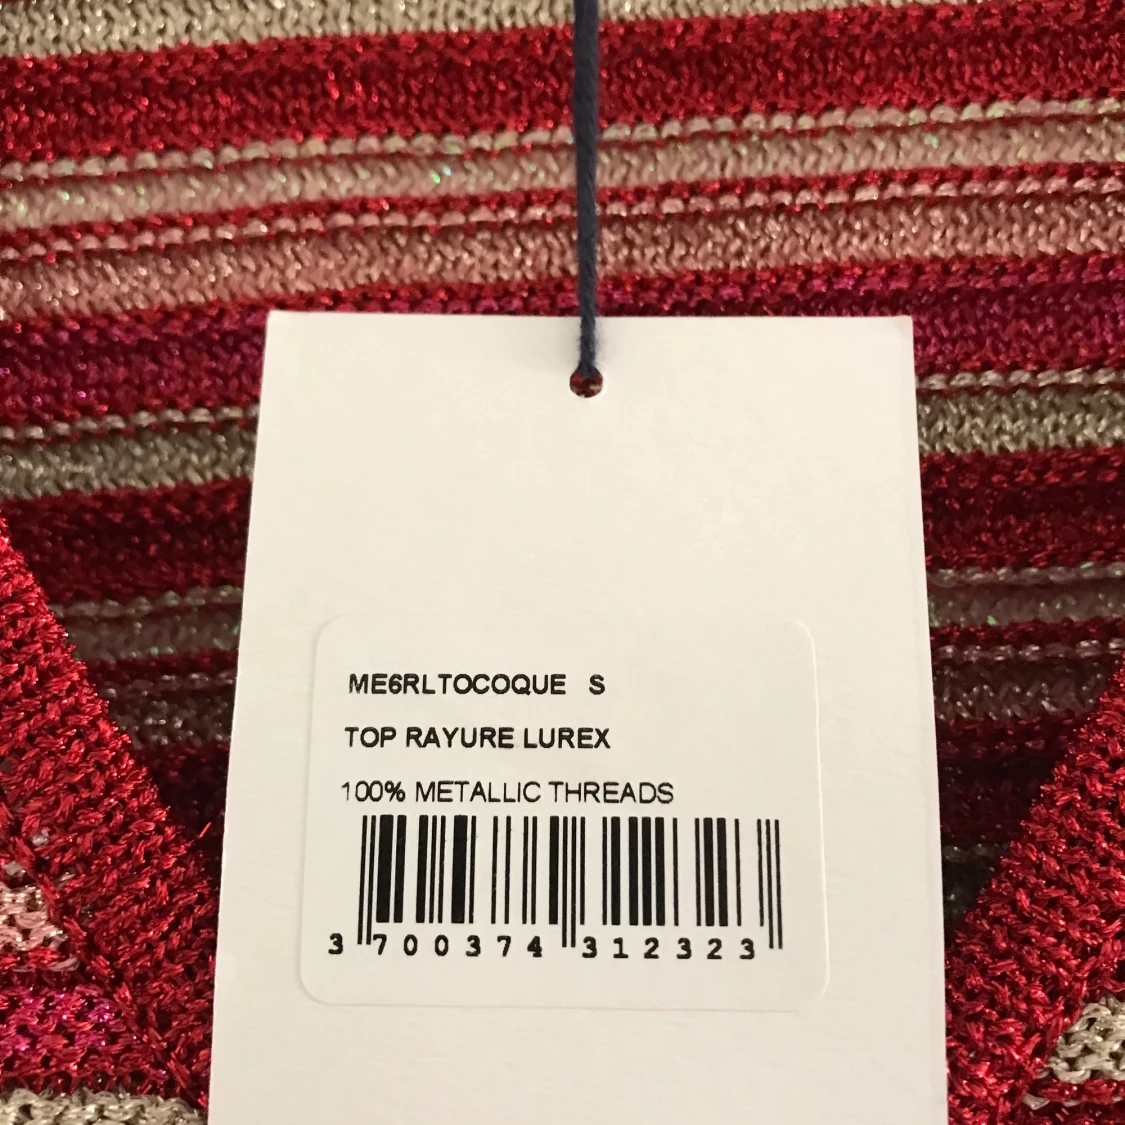 ME6RLTOCOQUE S
TOP RAYURE LUREX
100% METALLIC THREADS
3 700374 312323